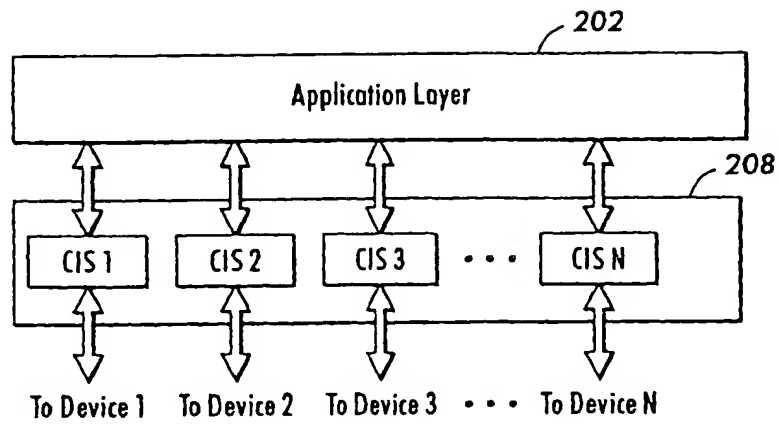 202
Application Layer
208
CIS 1 CIS 2 CIS 3 • • • CIS N
To Device 1 To Device 2 To Device 3 • • • To Device N